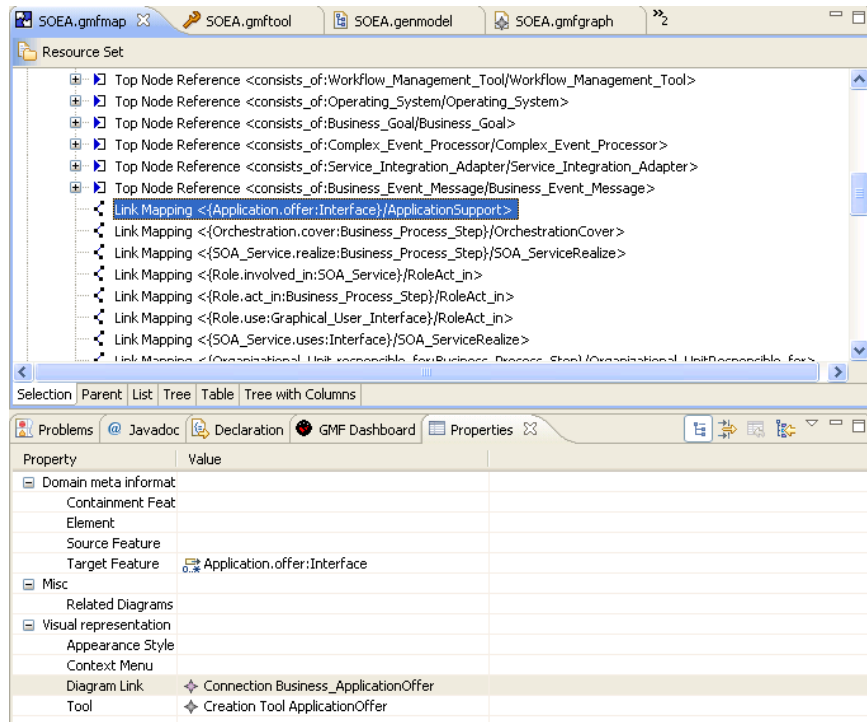 SOEA.gmfmap SOEA.gmftool SOEA.genmodel SOEA.gmfgraph »2
Resource Set
Top Node Reference <consists_of:Workflow_Management_Tool/Workflow_Management_Tool>
Top Node Reference <consists_of:Operating_System/Operating_System>
Top Node Reference <consists_of:Business_Goal/Business_Goal>
Top Node Reference <consists_of:Complex_Event_Processor/Complex_Event_Processor>
Top Node Reference <consists_of:Service_Integration_Adapter/Service_Integration_Adapter>
Top Node Reference <consists_of:Business_Event_Message/Business_Event_Message>
Link Mapping <{Application.offer:Interface}/ApplicationSupport>
Link Mapping <{Orchestration.cover:Business_Process_Step}/OrchestrationCover>
Link Mapping <{SOA_Service.realize:Business_Process_Step}/SOA_ServiceRealize>
Link Mapping <{Role.involved_in:SOA_Service}/RoleAct_in>
Link Mapping <{Role.act_in:Business_Process_Step}/RoleAct_in>
Link Mapping <{Role.use:Graphical_User_Interface}/RoleAct_in>
Link Mapping <{SOA_Service.uses:Interface}/SOA_ServiceRealize>
Link Mapping <{Organizational_Unit.responsible_for:Business_Process_Step}/Organizational_UnitResponsible_for>
Selection Parent List Tree Table Tree with Columns
Problems @ Javadoc Declaration GMF Dashboard Properties
Property Value
Domain meta informat
Containment Feat
Element
Source Feature
Target Feature 0..* Application.offer:Interface
Misc
Related Diagrams
Visual representation
Appearance Style
Context Menu
Diagram Link Connection Business_ApplicationOffer
Tool Creation Tool ApplicationOffer